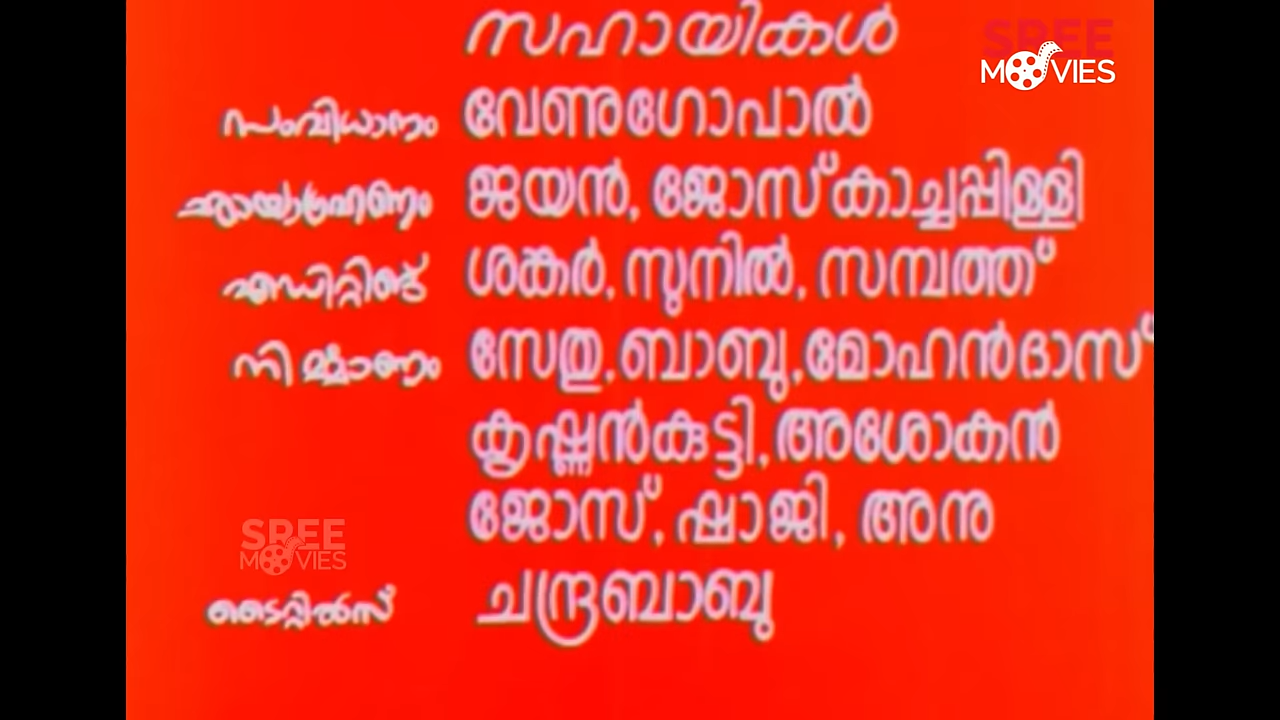 സഹായികൾ
SREE
MOVIES
സംവിധാനം വേണുഗോപാൽ
ഛായാഗ്രഹണം ജയൻ, ജോസ് കാച്ചപ്പിള്ളി
എഡിറ്റിങ്ങ് ശങ്കർ, സുനിൽ, സമ്പത്ത്
നിർമ്മാണം സേതു, ബാബു, മോഹൻദാസ്
കൃഷ്ണൻകുട്ടി, അശോകൻ
ജോസ്, ഷാജി, അനു
SREE
MOVIES
ടൈറ്റിൽസ് ചന്ദ്രബാബു